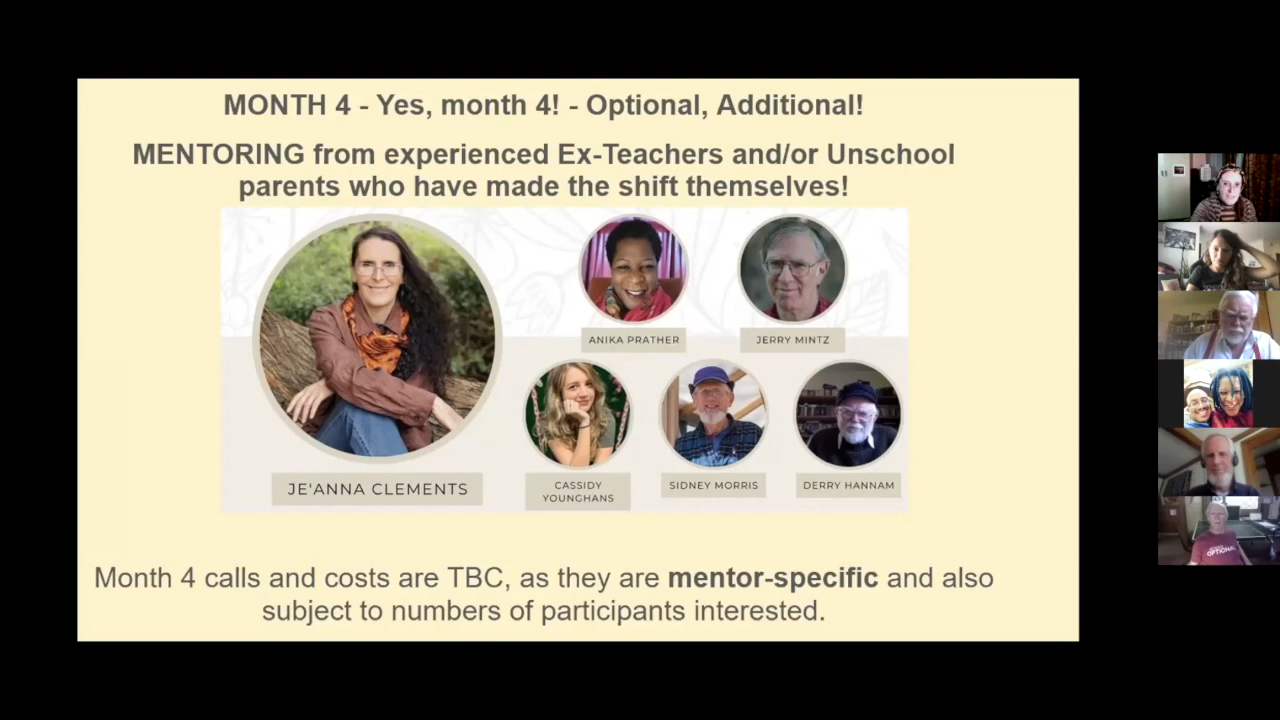 MONTH 4 - Yes, month 4! - Optional, Additional!
MENTORING from experienced Ex-Teachers and/or Unschool
parents who have made the shift themselves!
ANIKA PRATHER
JERRY MINTZ
JE'ANNA CLEMENTS
CASSIDY
YOUNGHANS
SIDNEY MORRIS
DERRY HANNAM
Month 4 calls and costs are TBC, as they are mentor-specific and also
subject to numbers of participants interested.
OPTIONAL